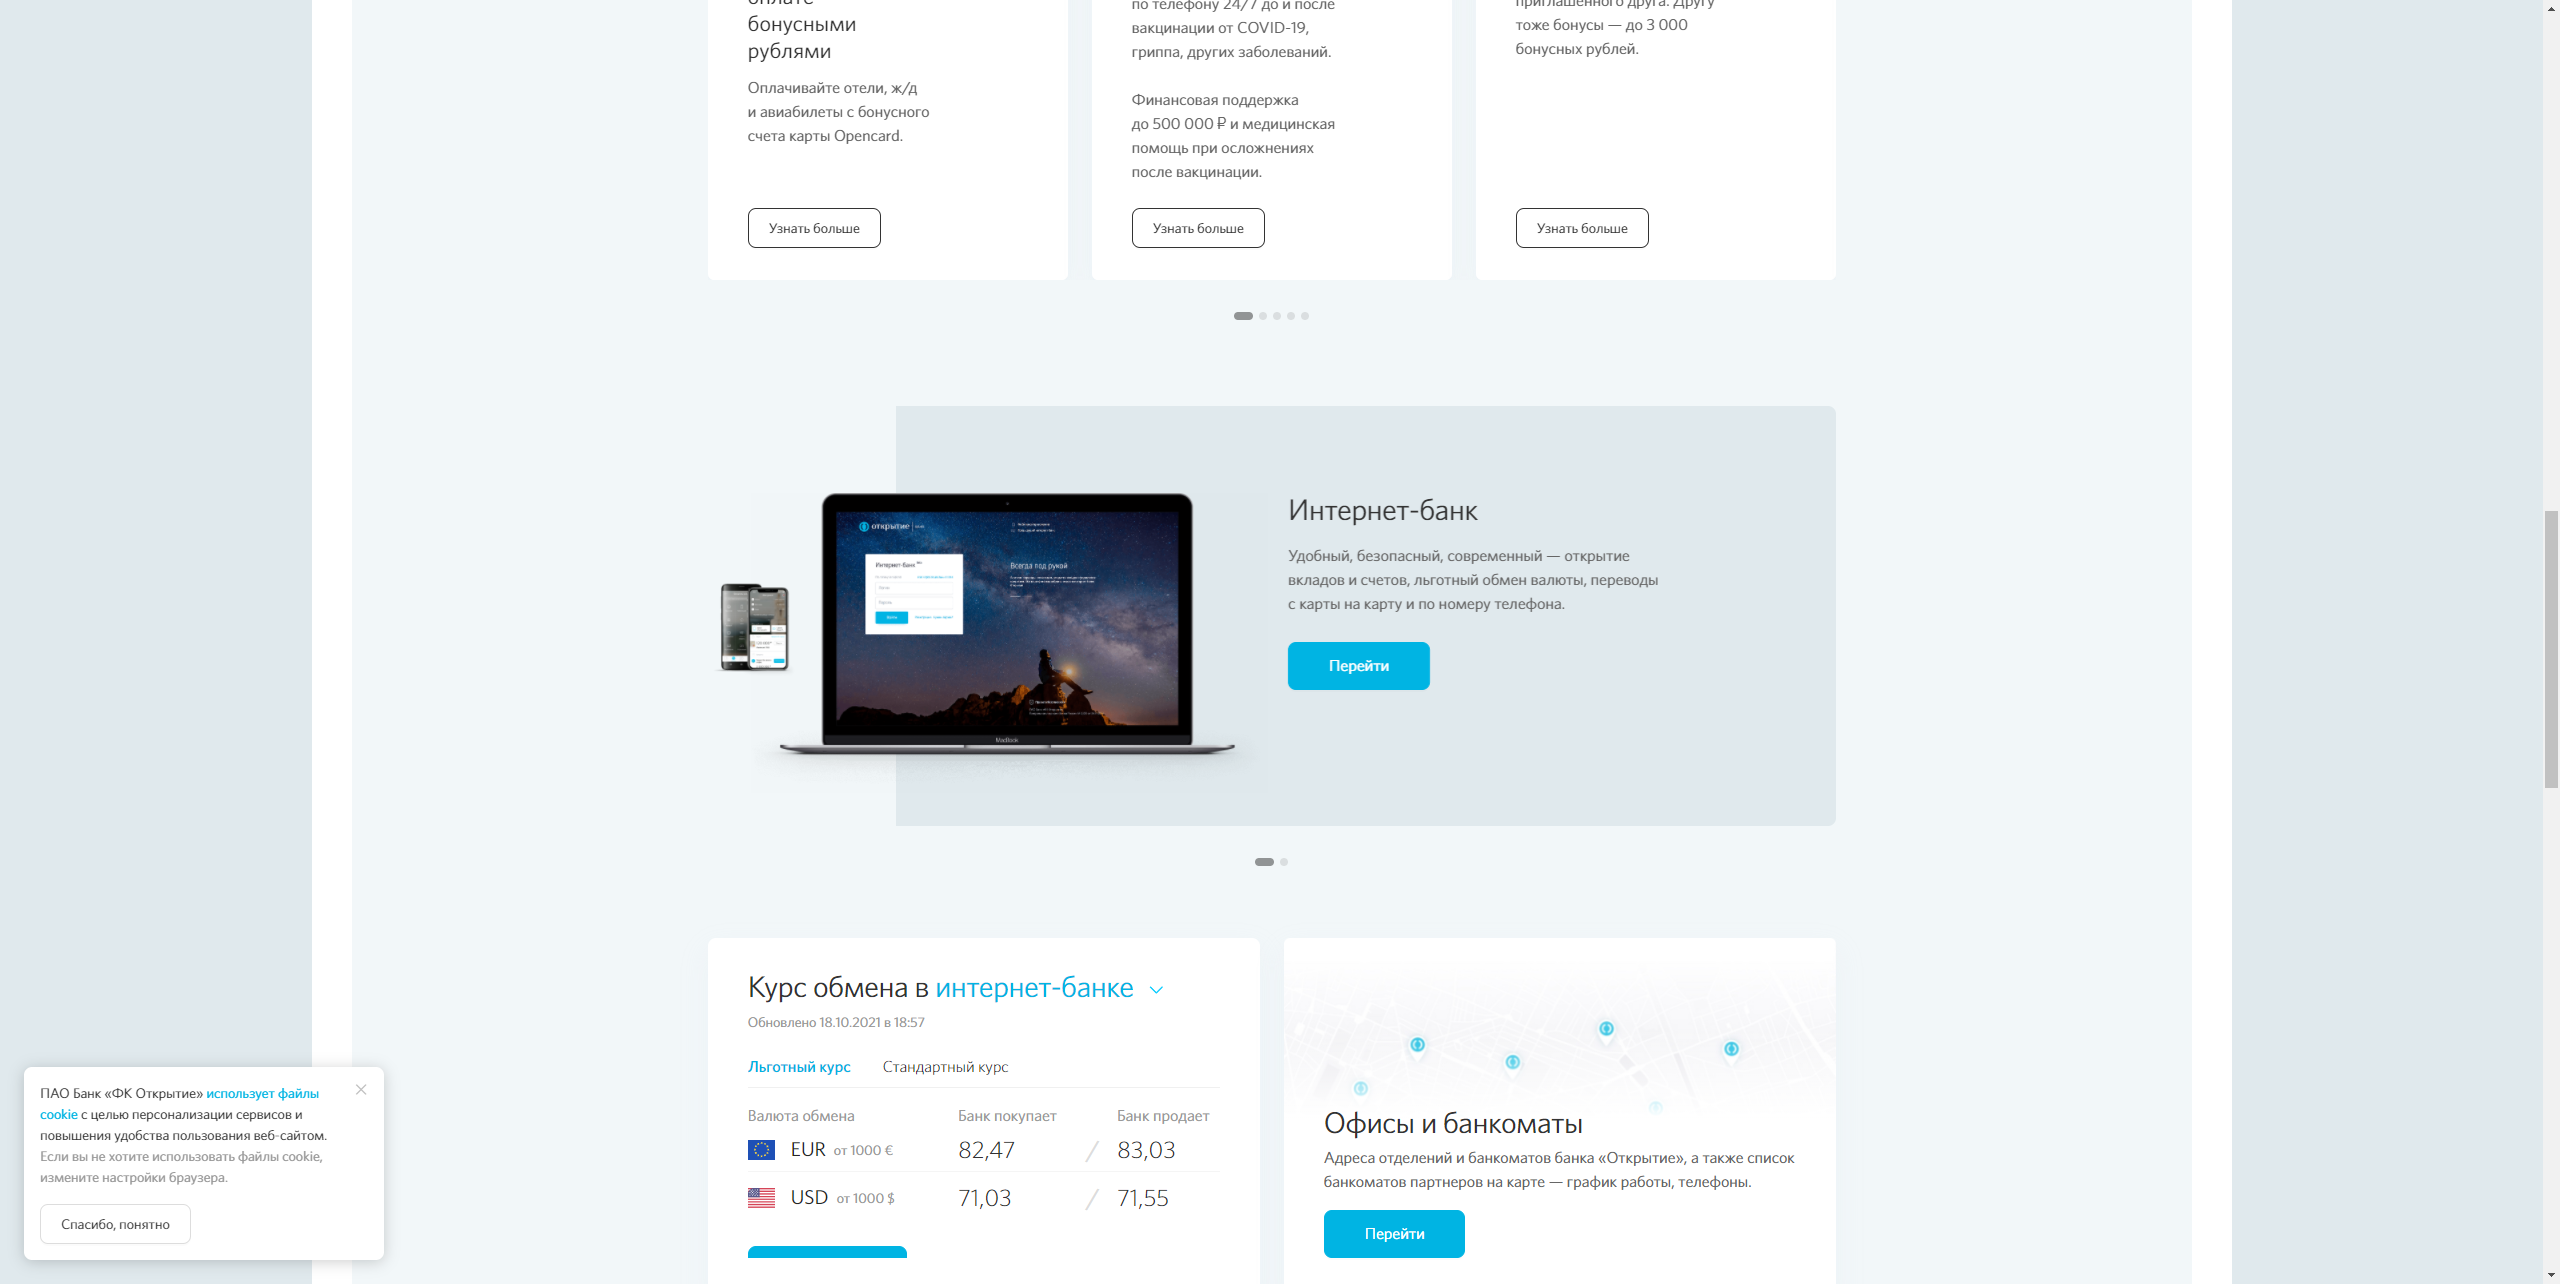 бонусными
рублями
Оплачивайте отели, ж/д
и авиабилеты с бонусного
счета карты Opencard.
Узнать больше
по телефону 24/7 до и после
вакцинации от COVID-19,
гриппа, других заболеваний.
Финансовая поддержка
до 500 000 ₽ и медицинская
помощь при осложнениях
после вакцинации.
Узнать больше
приглашенного друга. Другу
тоже бонусы — до 3 000
бонусных рублей.
Узнать больше
открытие
Интернет-банк
Всегда под рукой
MacBook
Интернет-банк
Удобный, безопасный, современный — открытие
вкладов и счетов, льготный обмен валюты, переводы
с карты на карту и по номеру телефона.
Перейти
Курс обмена в интернет-банке
Обновлено 18.10.2021 в 18:57
Льготный курс Стандартный курс
Валюта обмена Банк покупает Банк продает
EUR от 1000 € 82,47 / 83,03
USD от 1000 $ 71,03 / 71,55
Офисы и банкоматы
Адреса отделений и банкоматов банка «Открытие», а также список
банкоматов партнеров на карте — график работы, телефоны.
Перейти
ПАО Банк «ФК Открытие» использует файлы
cookie с целью персонализации сервисов и
повышения удобства пользования веб-сайтом.
Если вы не хотите использовать файлы cookie,
измените настройки браузера.
Спасибо, понятно